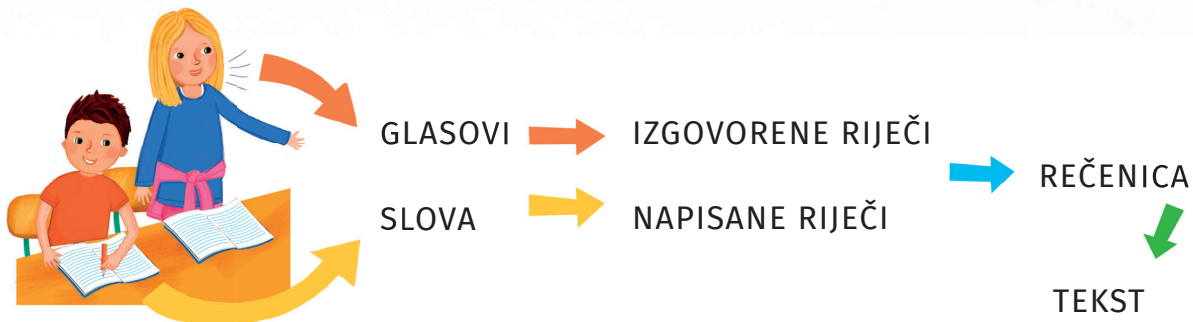 GLASOVI
IZGOVORENE RIJEČI
SLOVA
NAPISANE RIJEČI
REČENICA
TEKST